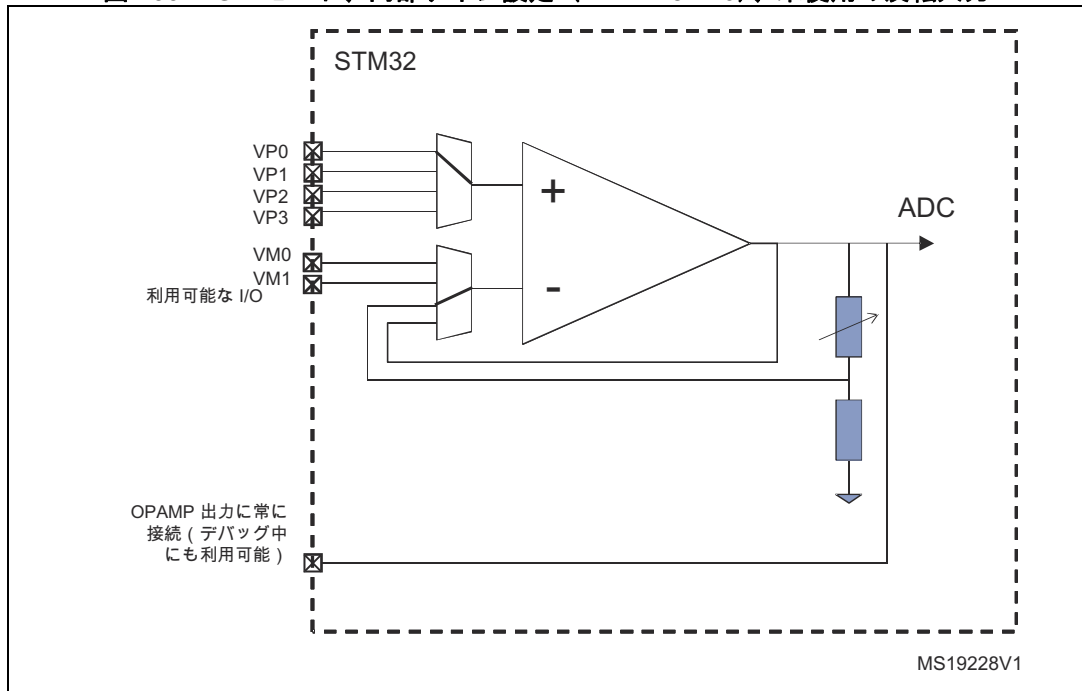 STM32
VP0
VP1
VP2
VP3
VM0
VM1
利用可能な I/O
+
-
ADC
OPAMP 出力に常に
接続（デバッグ中
にも利用可能）
MS19228V1